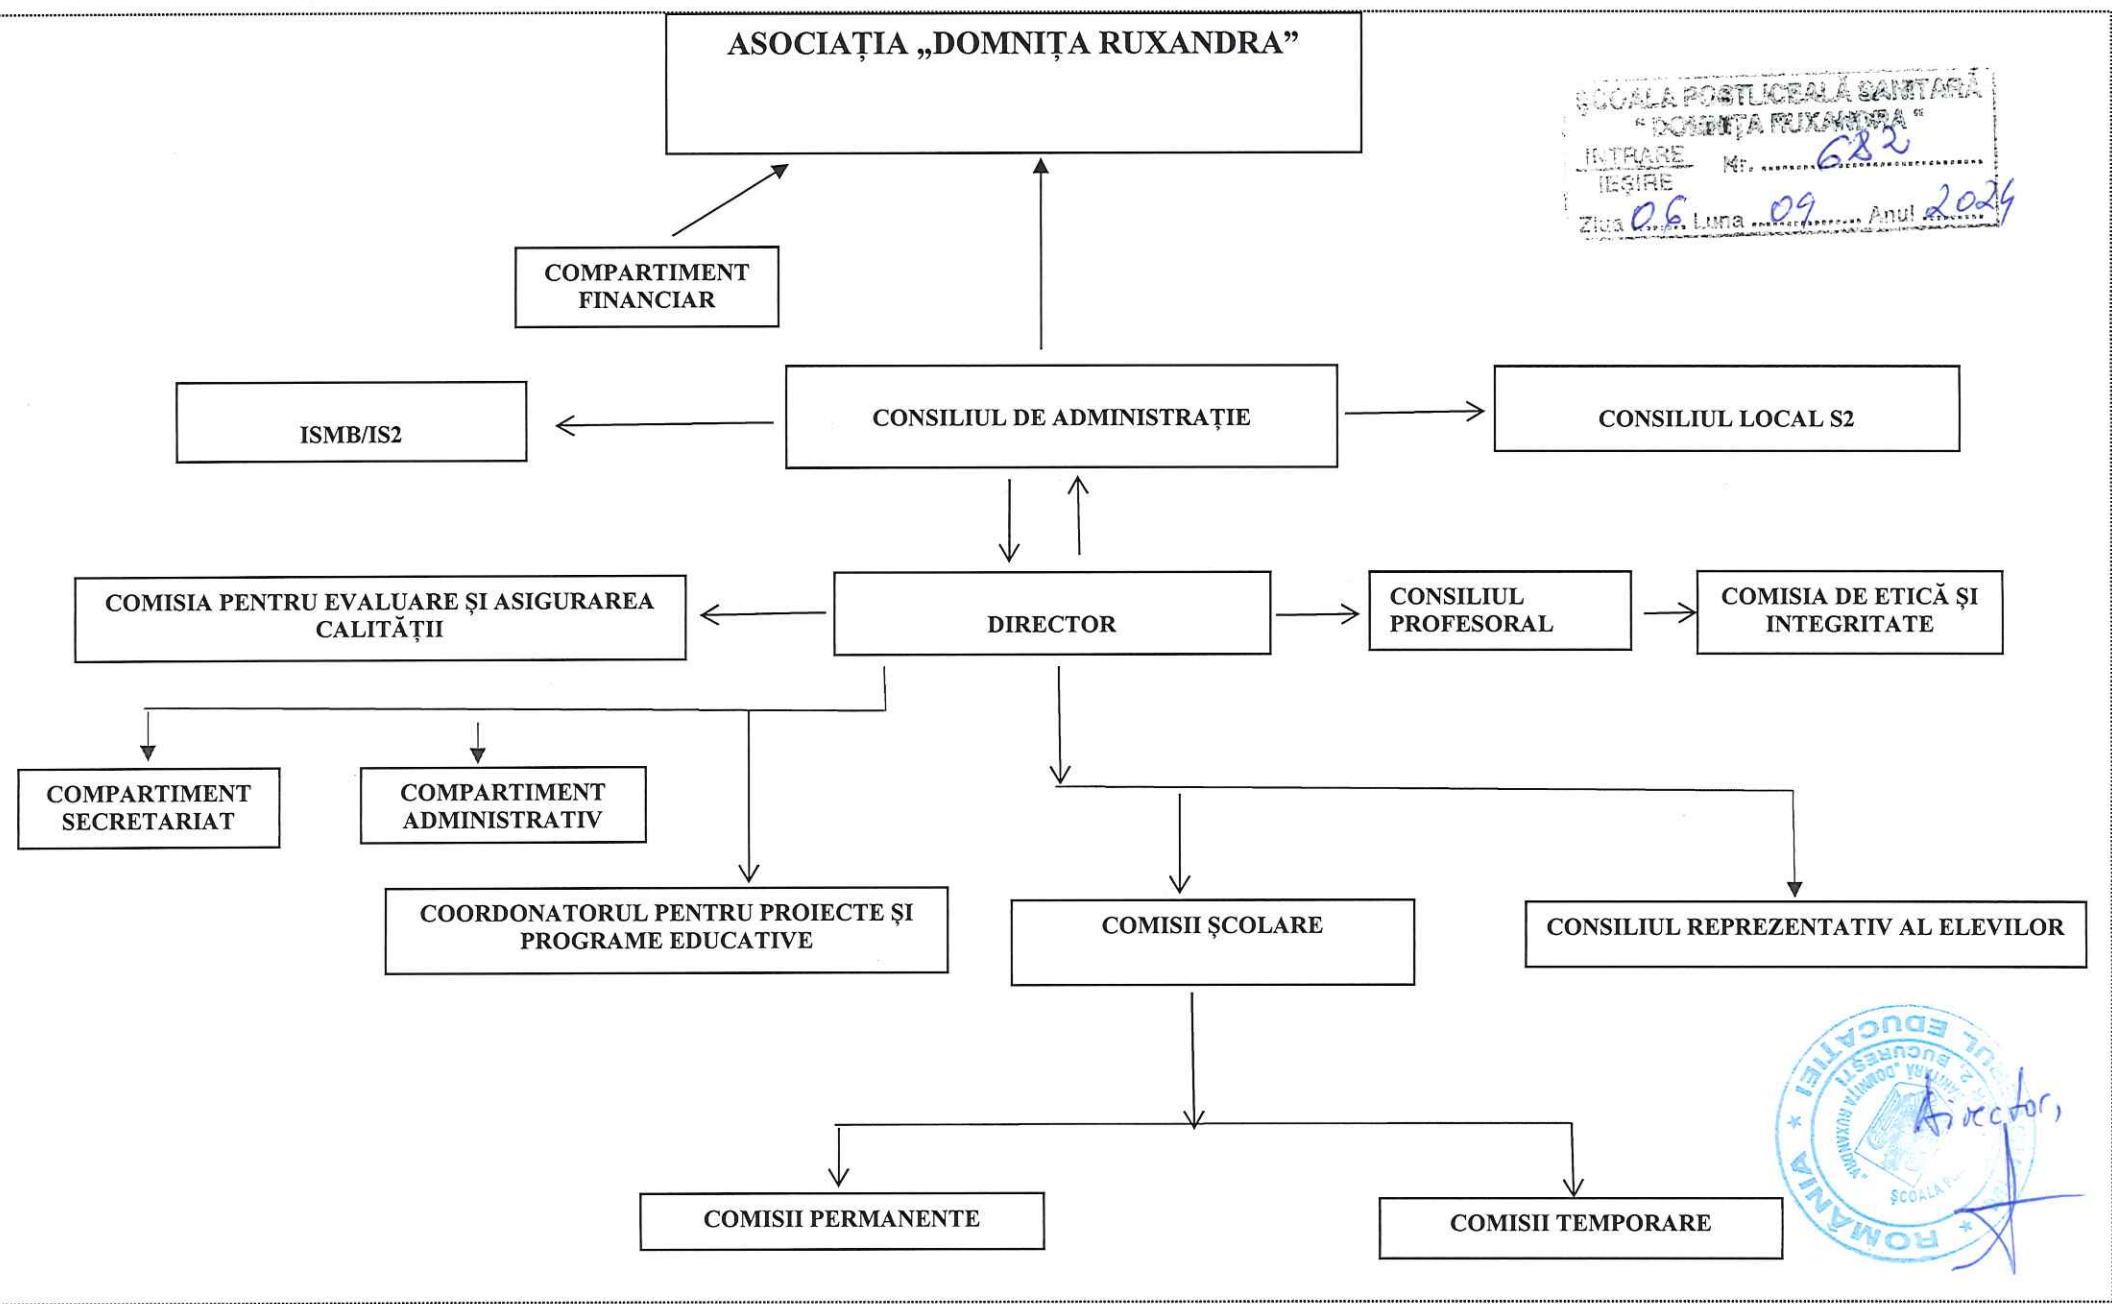 ASOCIAȚIA „DOMNIȚA RUXANDRA”
ȘCOALA POSTLICEALĂ SANITARĂ
“ DOMNIȚA RUXANDRA “
INTRARE
IEȘIRE
Nr. 682
Ziua 06 Luna 09 Anul 2024
COMPARTIMENT
FINANCIAR
ISMB/IS2
CONSILIUL DE ADMINISTRAȚIE
CONSILIUL LOCAL S2
COMISIA PENTRU EVALUARE ȘI ASIGURAREA
CALITĂȚII
DIRECTOR
CONSILIUL
PROFESORAL
COMISIA DE ETICĂ ȘI
INTEGRITATE
COMPARTIMENT
SECRETARIAT
COMPARTIMENT
ADMINISTRATIV
COORDONATORUL PENTRU PROIECTE ȘI
PROGRAME EDUCATIVE
COMISII ȘCOLARE
CONSILIUL REPREZENTATIV AL ELEVILOR
COMISII PERMANENTE
COMISII TEMPORARE
Director,
ROMÂNIA
EDUCAȚIEI
BUCUREȘTI
„DOMNIȚA RUXANDRA”
ȘCOALA